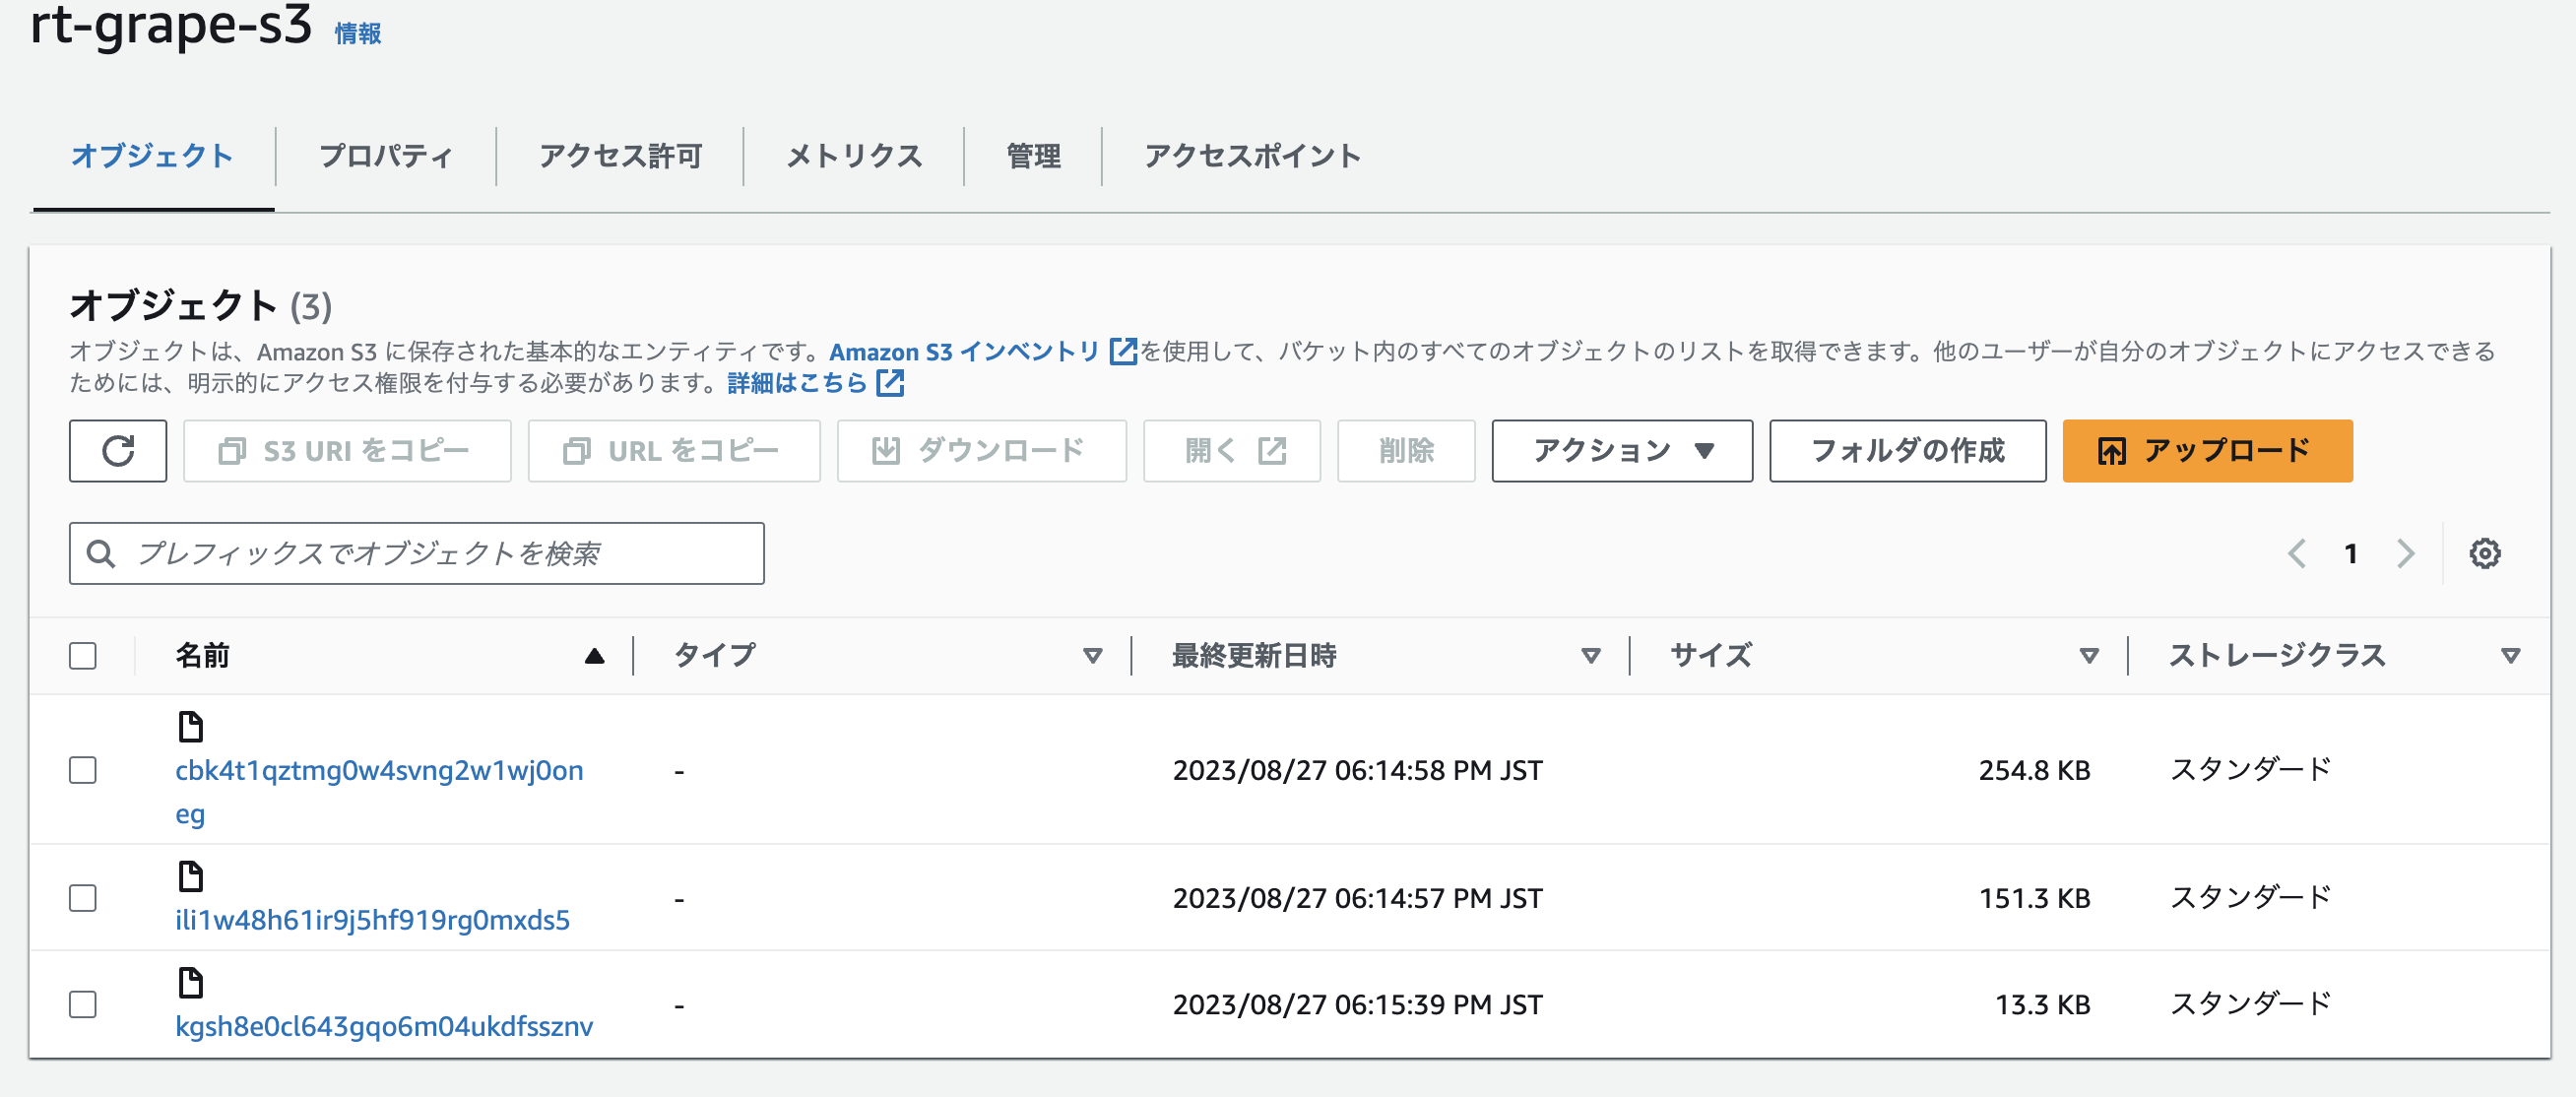 rt-grape-s3 情報
オブジェクト プロパティ アクセス許可 メトリクス 管理 アクセスポイント
オブジェクト (3)
オブジェクトは、Amazon S3 に保存された基本的なエンティティです。Amazon S3 インベントリ を使用して、バケット内のすべてのオブジェクトのリストを取得できます。他のユーザーが自分のオブジェクトにアクセスできる
ためには、明示的にアクセス権限を付与する必要があります。詳細はこちら
S3 URI をコピー URL をコピー ダウンロード 開く 削除 アクション フォルダの作成 アップロード
プレフィックスでオブジェクトを検索 1
名前 タイプ 最終更新日時 サイズ ストレージクラス
cbk4t1qztmg0w4svng2w1wj0on - 2023/08/27 06:14:58 PM JST 254.8 KB スタンダード
eg
ili1w48h61ir9j5hf919rg0mxds5 - 2023/08/27 06:14:57 PM JST 151.3 KB スタンダード
kgsh8e0cl643gqo6m04ukdfssznv - 2023/08/27 06:15:39 PM JST 13.3 KB スタンダード